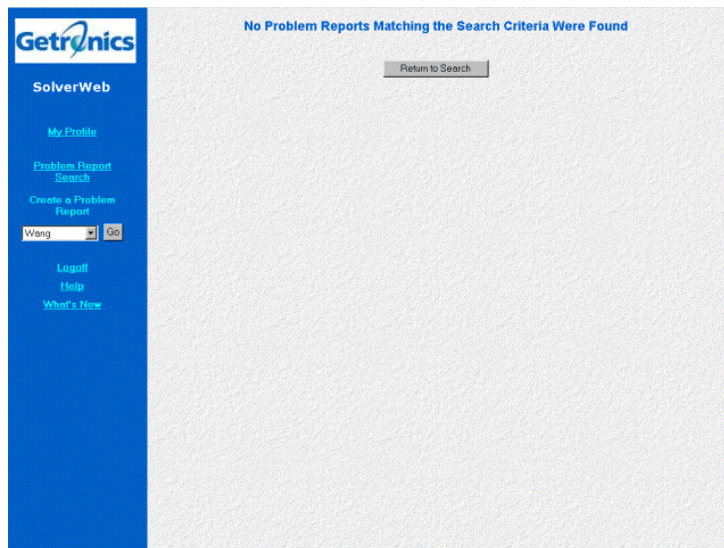 Getronics
SolverWeb
My Profile
Problem Report
Search
Create a Problem
Report
Wang
Go
Logoff
Help
What's New
No Problem Reports Matching the Search Criteria Were Found
Return to Search